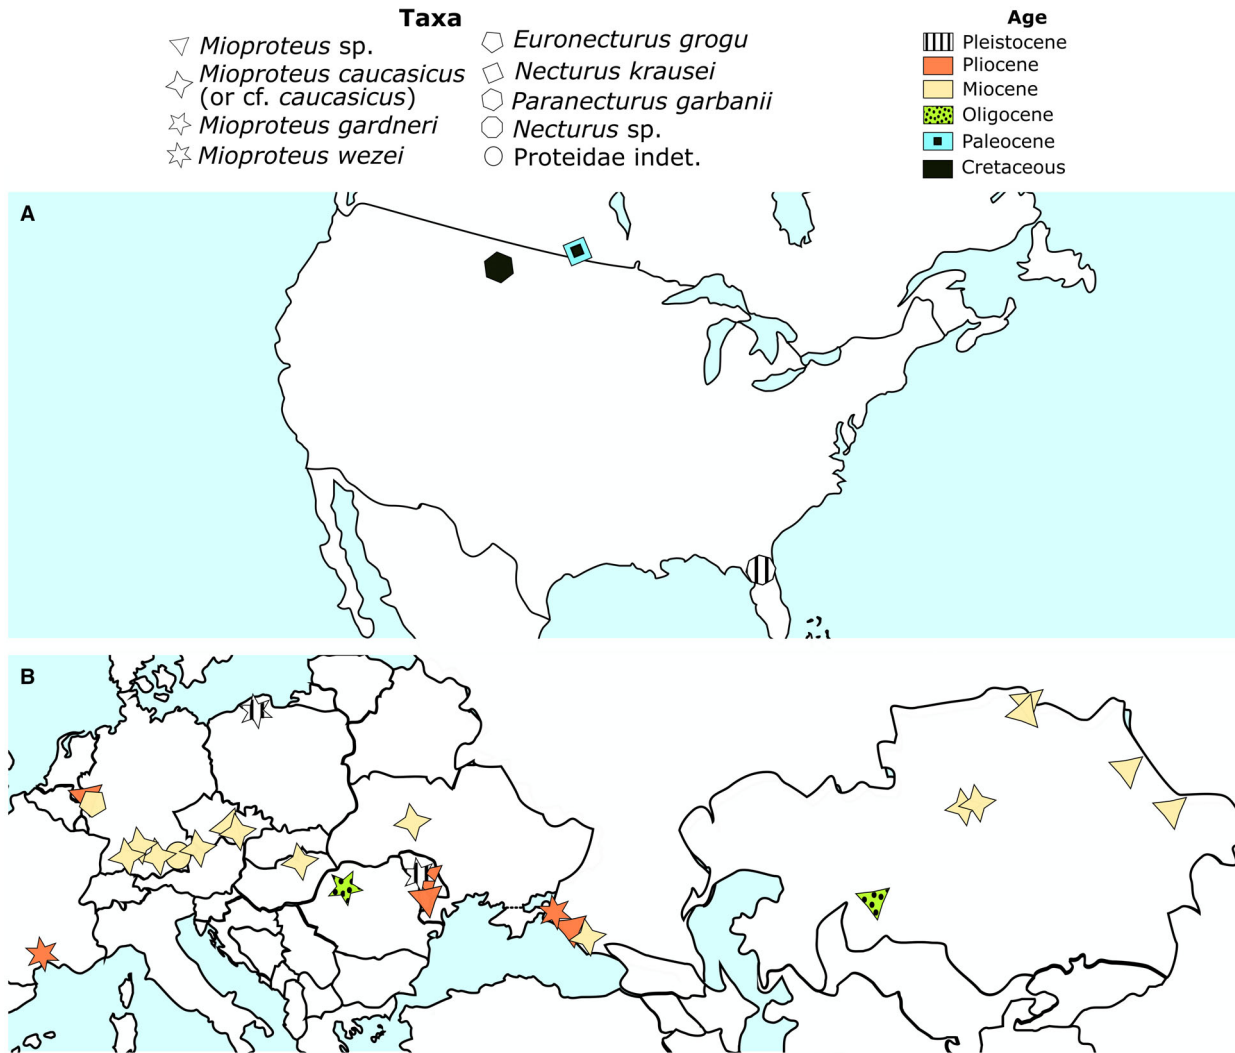 Taxa
Mioproteus sp.
Mioproteus caucasicus
(or cf. caucasicus)
Mioproteus gardneri
Mioproteus wezei
Euronecturus grogu
Necturus krausei
Paranecturus garbanii
Necturus sp.
Proteidae indet.
Age
Pleistocene
Pliocene
Miocene
Oligocene
Paleocene
Cretaceous
A
B